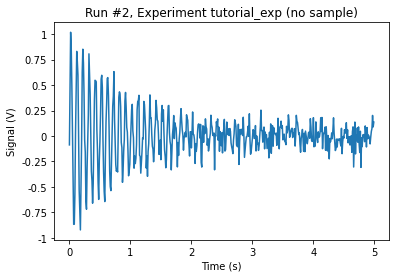 Run #2, Experiment tutorial_exp (no sample)
Signal (V)
1
0.75
0.5
0.25
0
-0.25
-0.5
-0.75
-1
0 1 2 3 4 5
Time (s)